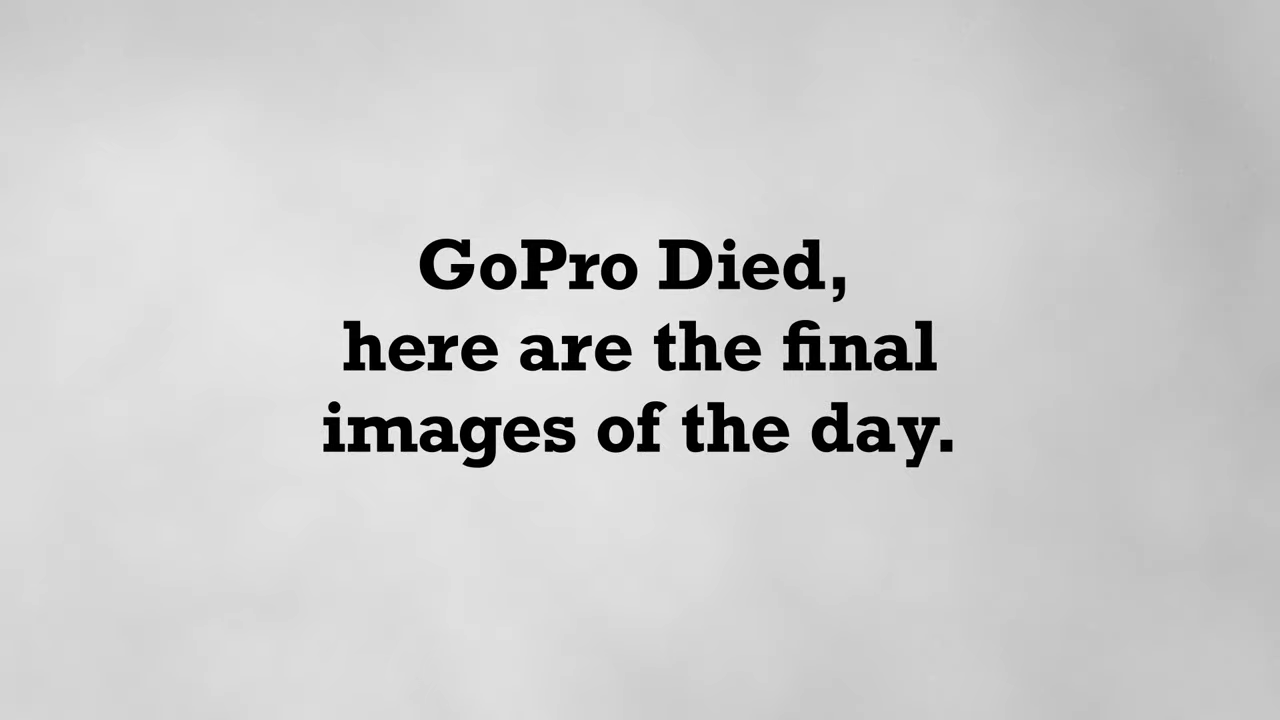 GoPro Died,
here are the final
images of the day.